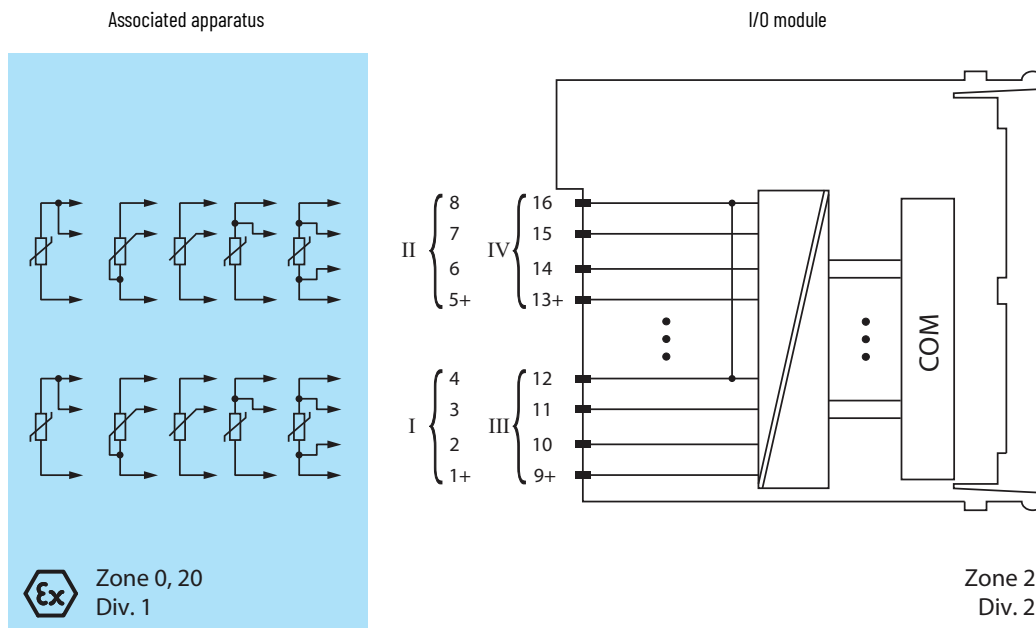 Associated apparatus
I/O module
II
8
7
6
5+
IV
16
15
14
13+
I
4
3
2
1+
III
12
11
10
9+
COM
Ex
Zone 0, 20
Div. 1
Zone 2
Div. 2